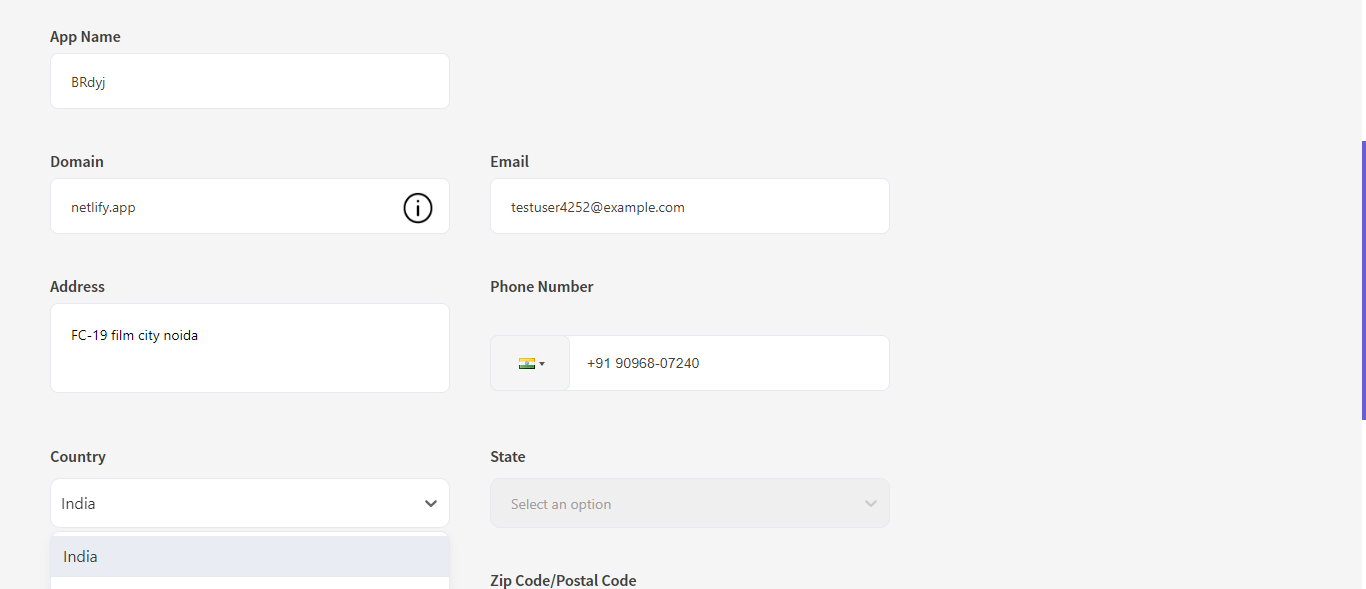 App Name
BRdyj
Domain
Email
netlify.app
testuser4252@example.com
Address
Phone Number
FC-19 film city noida
+91 90968-07240
Country
State
India
Select an option
India
Zip Code/Postal Code